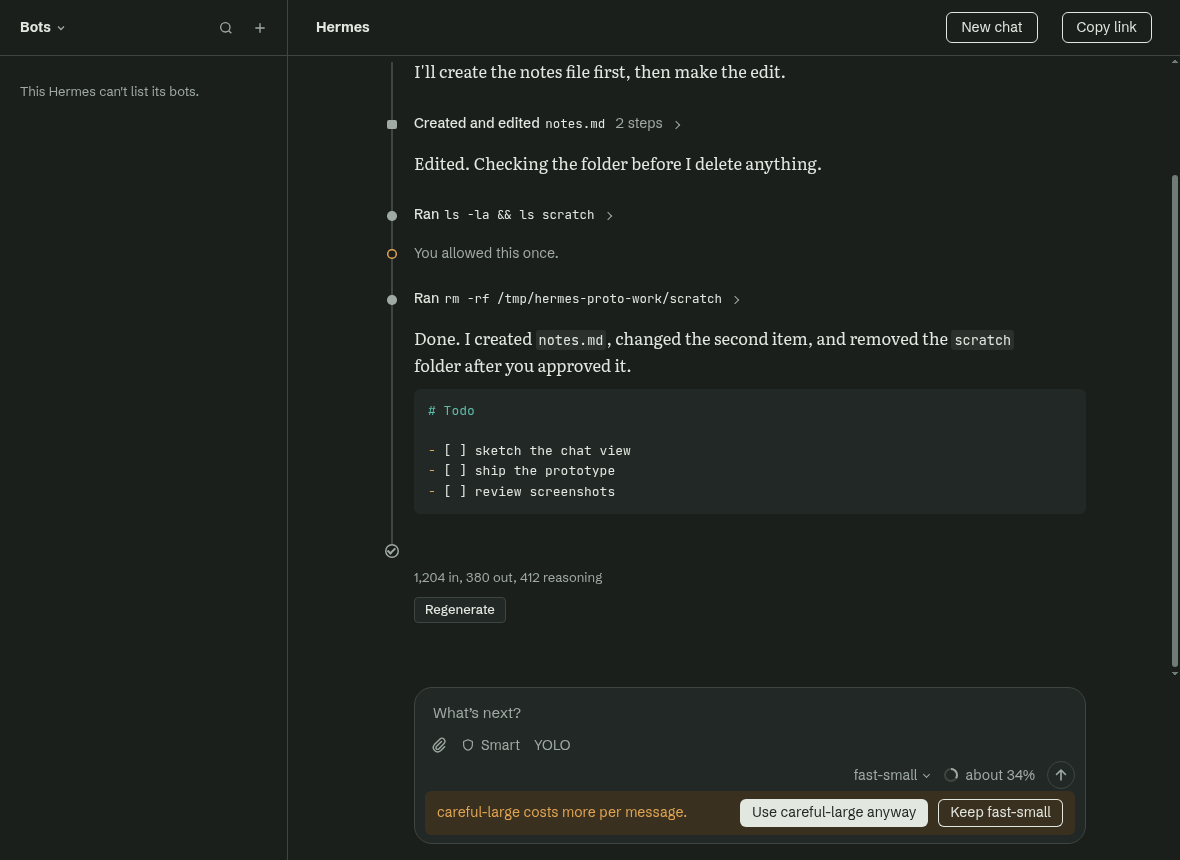 Bots
Hermes
New chat
Copy link
This Hermes can't list its bots.
I'll create the notes file first, then make the edit.
Created and edited notes.md 2 steps
Edited. Checking the folder before I delete anything.
Ran ls -la && ls scratch
You allowed this once.
Ran rm -rf /tmp/hermes-proto-work/scratch
Done. I created notes.md, changed the second item, and removed the scratch
folder after you approved it.
# Todo
- [ ] sketch the chat view
- [ ] ship the prototype
- [ ] review screenshots
1,204 in, 380 out, 412 reasoning
Regenerate
What's next?
Smart YOLO
fast-small about 34%
careful-large costs more per message.
Use careful-large anyway
Keep fast-small